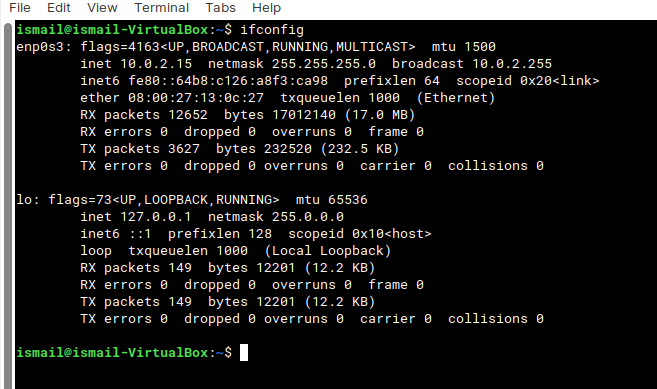 File Edit View Terminal Tabs Help
ismail@ismail-VirtualBox:~$ ifconfig
enp0s3: flags=4163<UP,BROADCAST,RUNNING,MULTICAST>  mtu 1500
        inet 10.0.2.15  netmask 255.255.255.0  broadcast 10.0.2.255
        inet6 fe80::64b8:c126:a8f3:ca98  prefixlen 64  scopeid 0x20<link>
        ether 08:00:27:13:0c:27  txqueuelen 1000  (Ethernet)
        RX packets 12652  bytes 17012140 (17.0 MB)
        RX errors 0  dropped 0  overruns 0  frame 0
        TX packets 3627  bytes 232520 (232.5 KB)
        TX errors 0  dropped 0 overruns 0  carrier 0  collisions 0
lo: flags=73<UP,LOOPBACK,RUNNING>  mtu 65536
        inet 127.0.0.1  netmask 255.0.0.0
        inet6 ::1  prefixlen 128  scopeid 0x10<host>
        loop  txqueuelen 1000  (Local Loopback)
        RX packets 149  bytes 12201 (12.2 KB)
        RX errors 0  dropped 0  overruns 0  frame 0
        TX packets 149  bytes 12201 (12.2 KB)
        TX errors 0  dropped 0 overruns 0  carrier 0  collisions 0
ismail@ismail-VirtualBox:~$